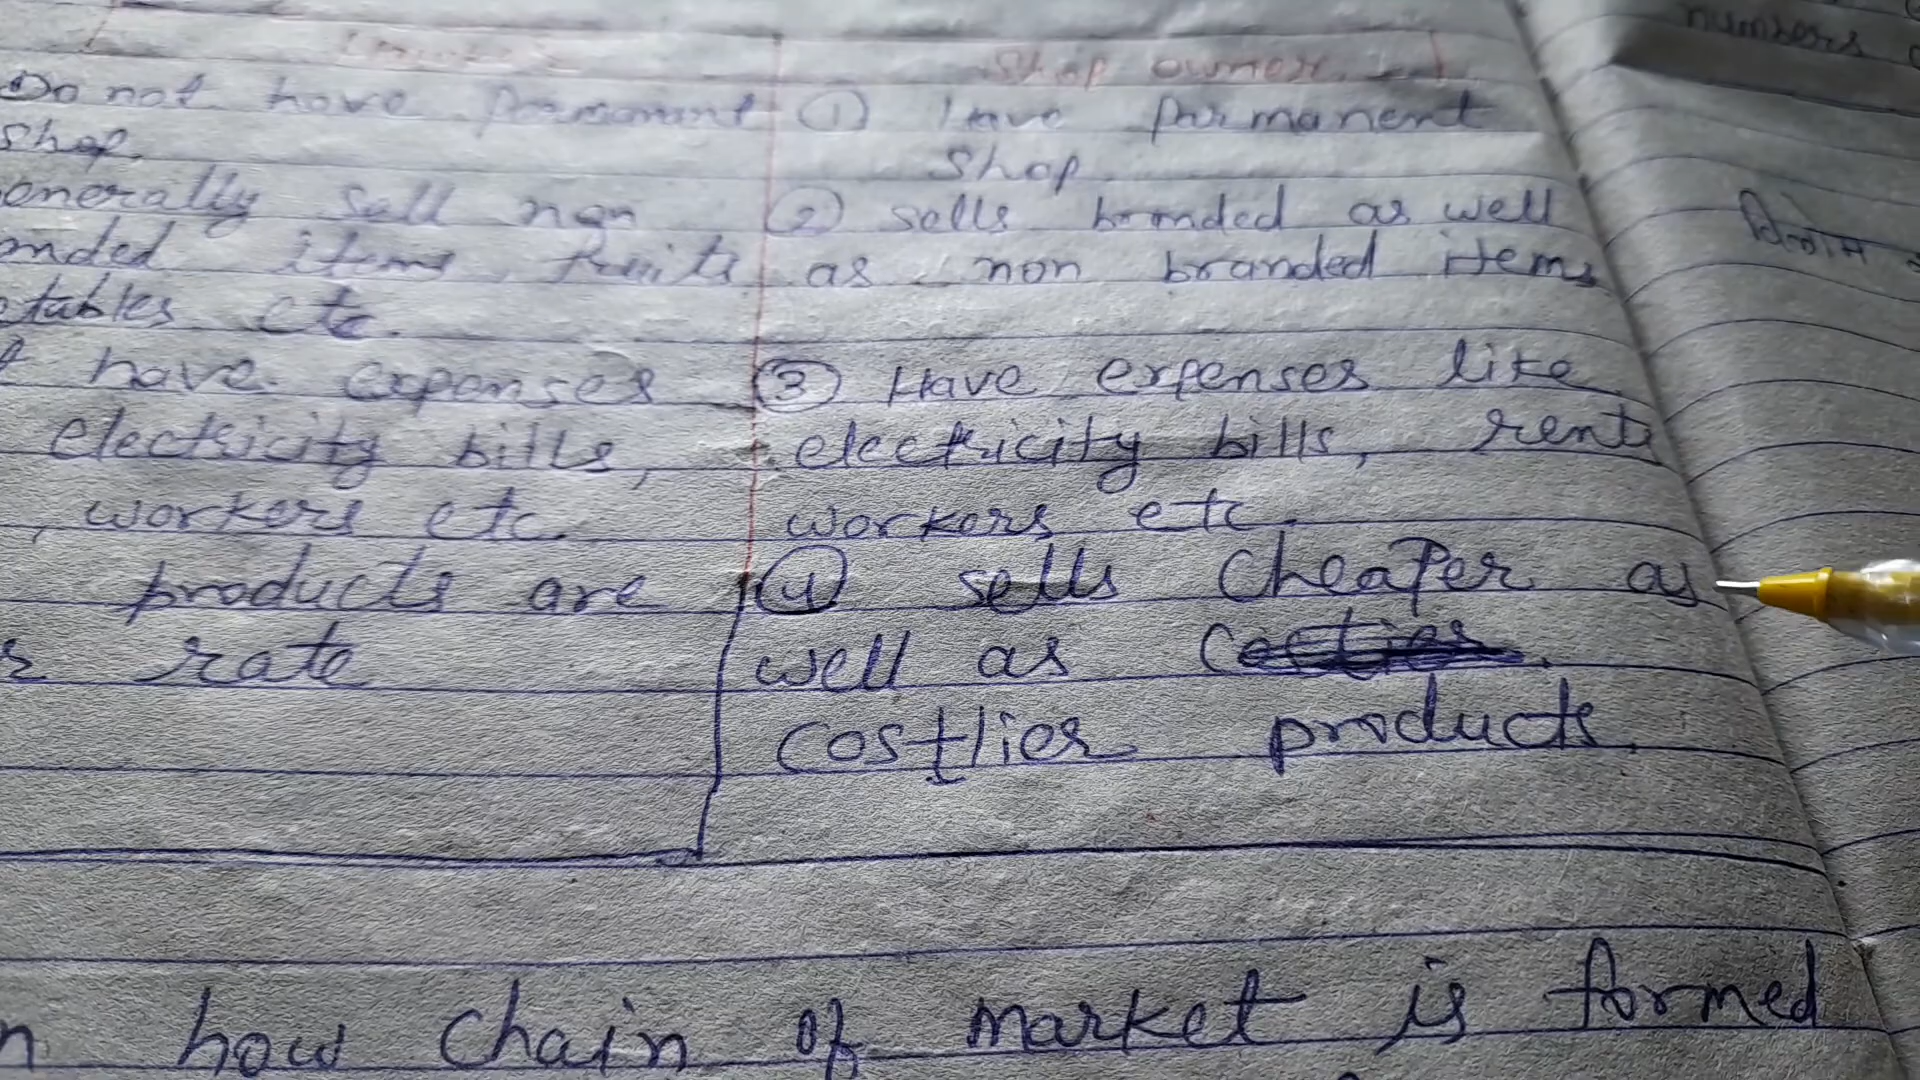 shop owner
Do not have permanent
shop.
enerally sell non
anded items, fruits
etables etc.
have expenses
electricity bills,
, workers etc.
products are
r rate
① Have permanent
shop
② sells branded as well
as non branded items
③ Have expenses like
electricity bills, rent
workers etc.
④ sells cheaper as
well as
costlier products.
n how chain of market is formed
numbers